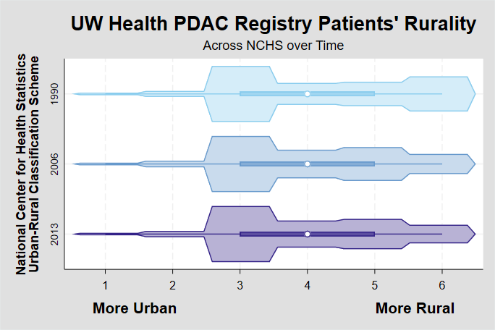 UW Health PDAC Registry Patients' Rurality
Across NCHS over Time
National Center for Health Statistics
Urban-Rural Classification Scheme
1990
2006
2013
1 2 3 4 5 6
More Urban More Rural